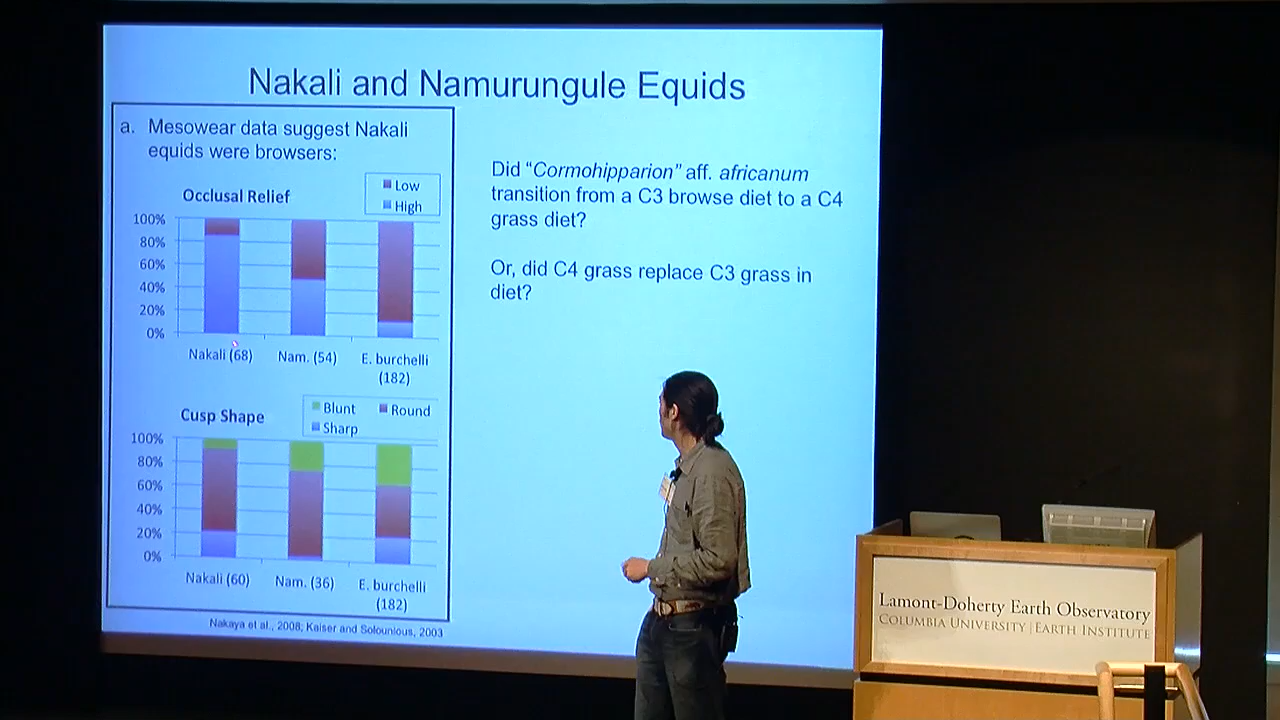 Nakali and Namurungule Equids
a. Mesowear data suggest Nakali
equids were browsers:
Occlusal Relief
Low
High
100%
80%
60%
40%
20%
0%
Nakali (68)
Nam. (54)
E. burchelli
(182)
Cusp Shape
Blunt
Round
Sharp
100%
80%
60%
40%
20%
0%
Nakali (60)
Nam. (36)
E. burchelli
(182)
Nakaya et al., 2008; Kaiser and Solounious, 2003
Did “Cormohipparion” aff. africanum
transition from a C3 browse diet to a C4
grass diet?
Or, did C4 grass replace C3 grass in
diet?
Lamont-Doherty Earth Observatory
COLUMBIA UNIVERSITY | EARTH INSTITUTE